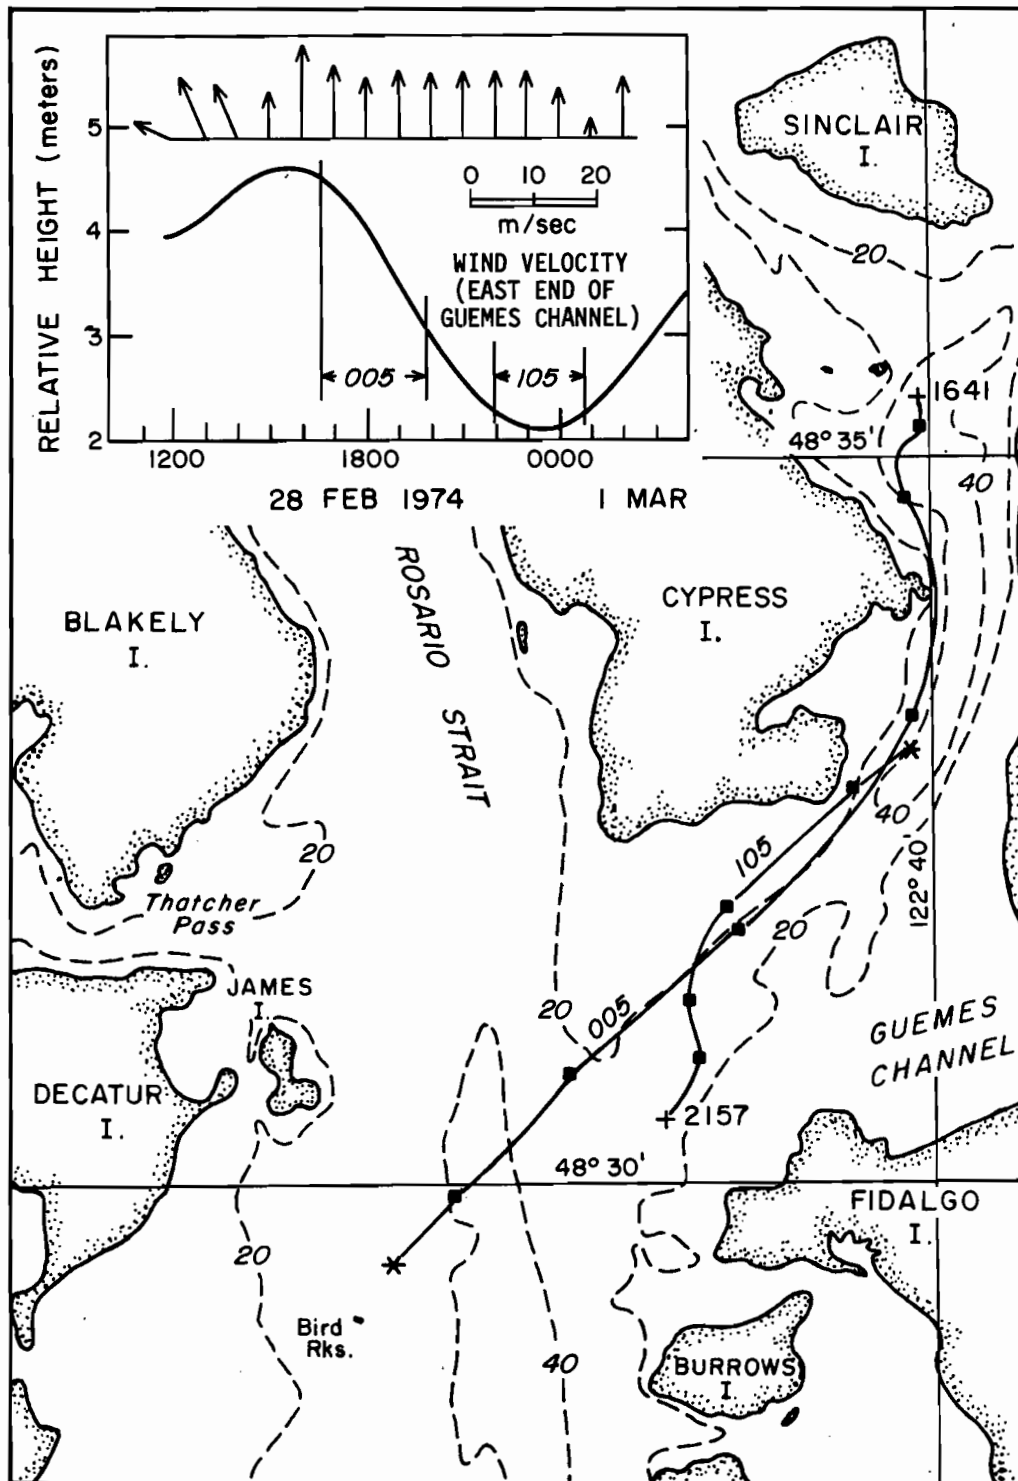 RELATIVE HEIGHT (meters)
5
4
3
2
0 10 20
m/sec
WIND VELOCITY
(EAST END OF
GUEMES CHANNEL)
005
105
1200 1800 0000
28 FEB 1974 1 MAR
SINCLAIR
I.
20
1641
48° 35'
40
ROSARIO STRAIT
CYPRESS
I.
BLAKELY
I.
40
122° 40'
105
20
20
Thatcher
Pass
JAMES
I.
20
005
GUEMES
CHANNEL
DECATUR
I.
2157
48° 30'
FIDALGO
I.
20
Bird
Rks.
40
BURROWS
I.